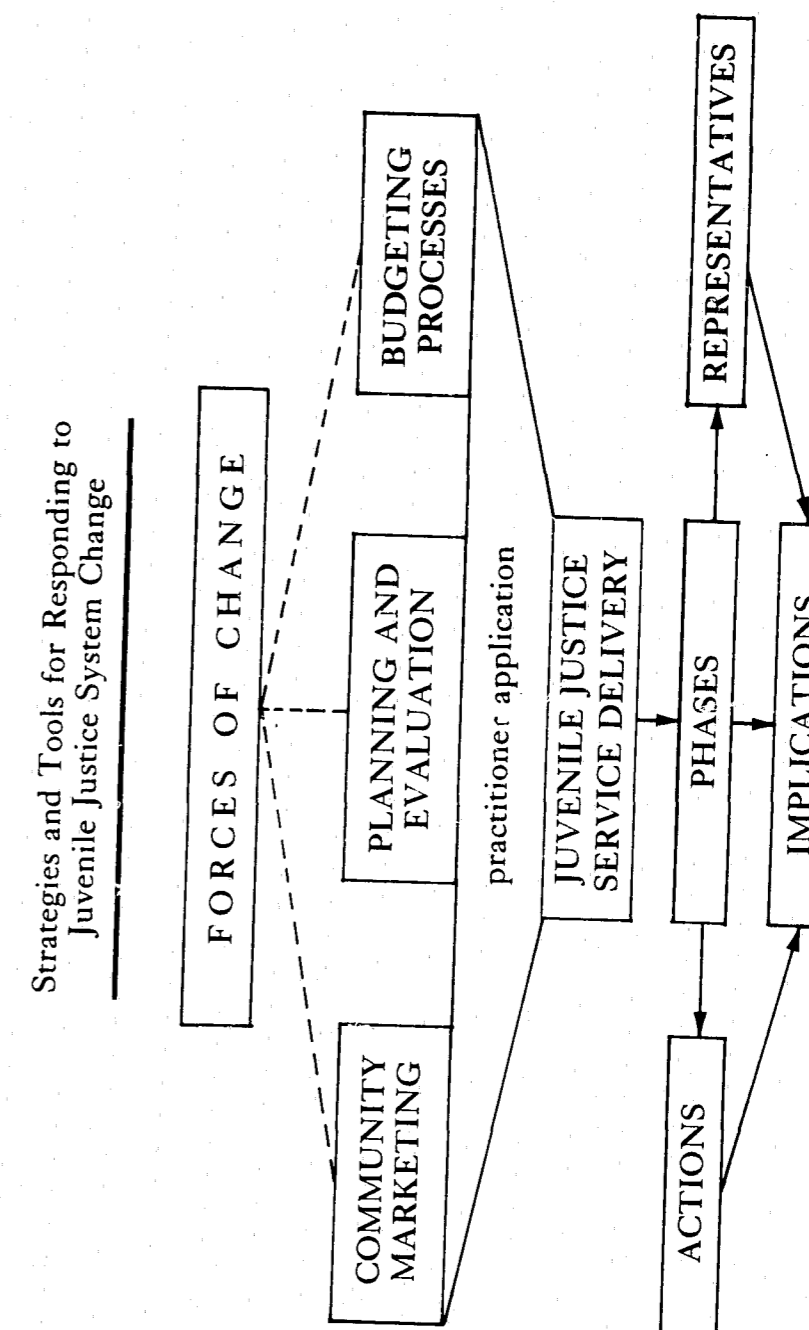 Strategies and Tools for Responding to
Juvenile Justice System Change
FORCES OF CHANGE
COMMUNITY
MARKETING
PLANNING AND
EVALUATION
BUDGETING
PROCESSES
practitioner application
JUVENILE JUSTICE
SERVICE DELIVERY
ACTIONS
PHASES
REPRESENTATIVES
IMPLICATIONS